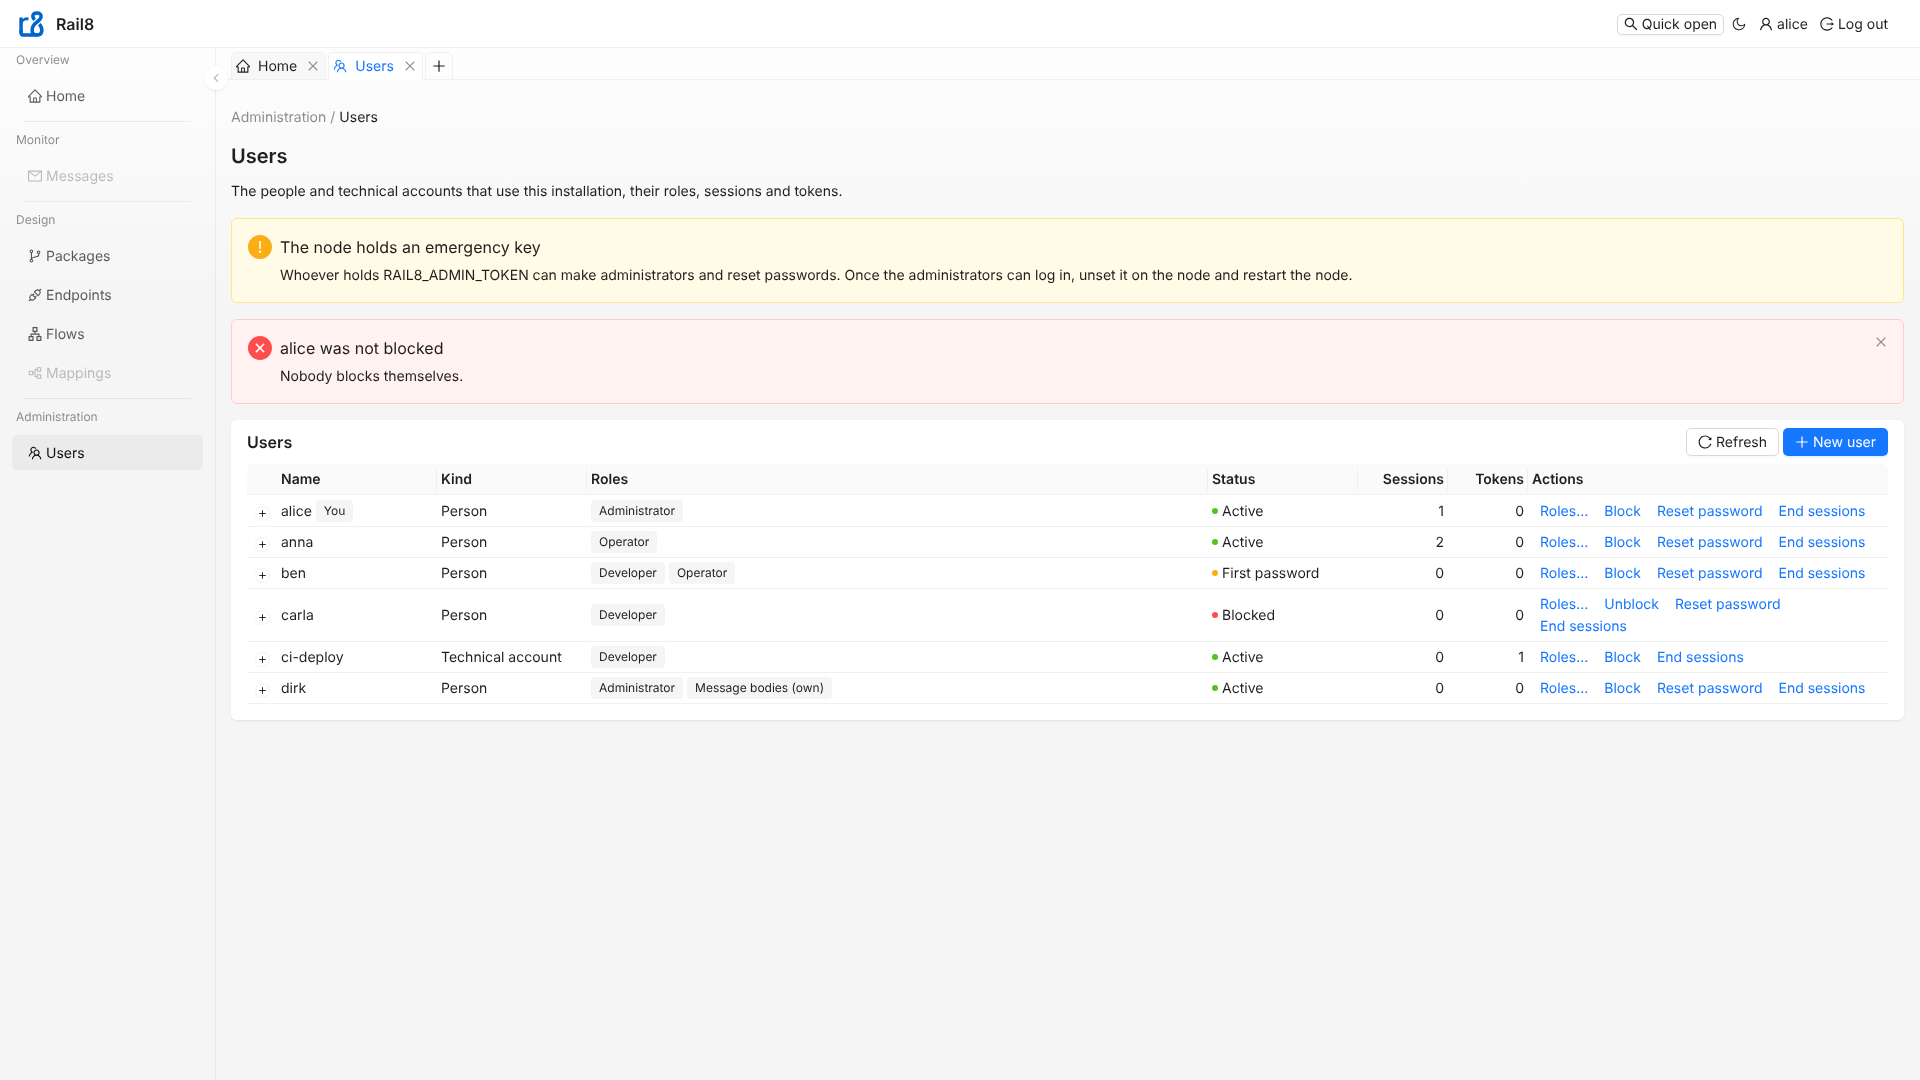 r8 Rail8
Quick open alice Log out
Overview
Home
Monitor
Messages
Design
Packages
Endpoints
Flows
Mappings
Administration
Users
Home Users
Administration / Users
Users
The people and technical accounts that use this installation, their roles, sessions and tokens.
The node holds an emergency key
Whoever holds RAIL8_ADMIN_TOKEN can make administrators and reset passwords. Once the administrators can log in, unset it on the node and restart the node.
alice was not blocked
Nobody blocks themselves.
Users Refresh New user
Name Kind Roles Status Sessions Tokens Actions
alice You Person Administrator Active 1 0 Roles... Block Reset password End sessions
anna Person Operator Active 2 0 Roles... Block Reset password End sessions
ben Person Developer Operator First password 0 0 Roles... Block Reset password End sessions
carla Person Developer Blocked 0 0 Roles... Unblock Reset password
End sessions
ci-deploy Technical account Developer Active 0 1 Roles... Block End sessions
dirk Person Administrator Message bodies (own) Active 0 0 Roles... Block Reset password End sessions